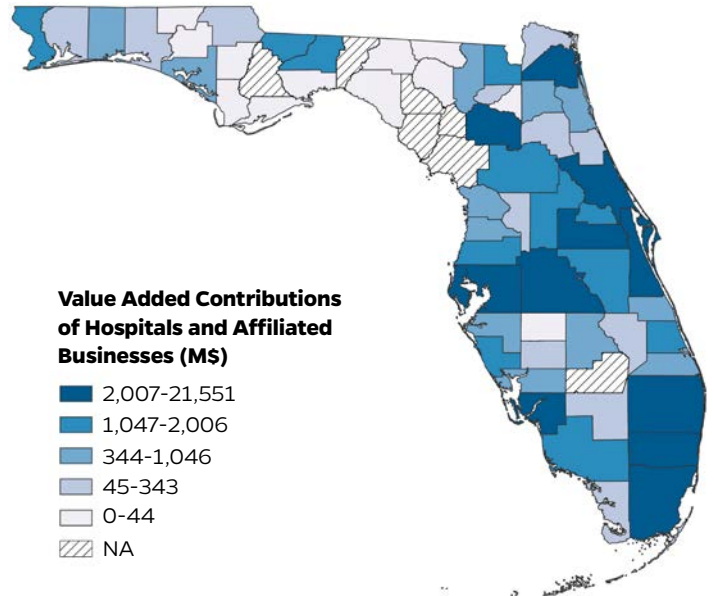 Value Added Contributions
of Hospitals and Affiliated
Businesses (M$)
2,007-21,551
1,047-2,006
344-1,046
45-343
0-44
NA